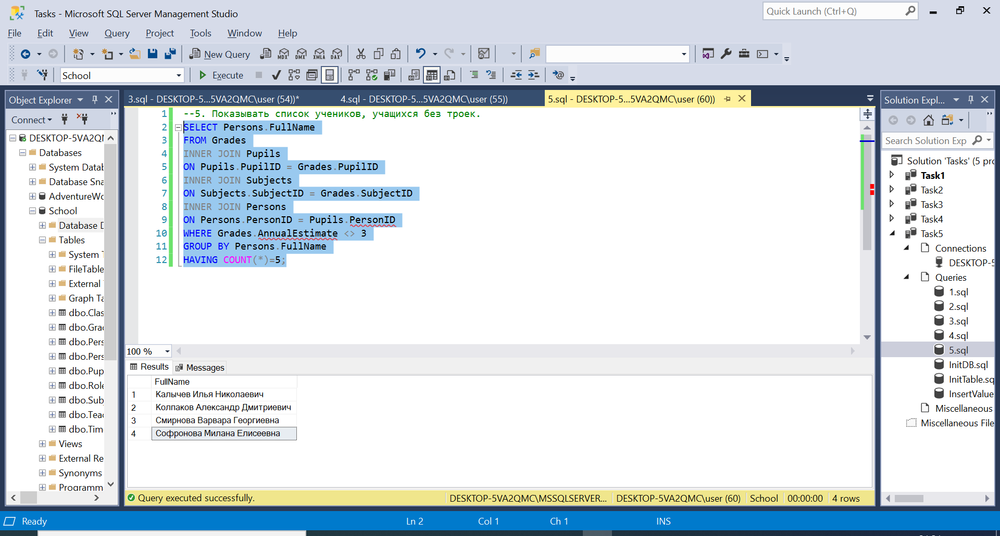 Tasks - Microsoft SQL Server Management Studio
Quick Launch (Ctrl+Q)
File Edit View Query Project Tools Window Help
New Query
MDX DMX XMLA DAX
School
Execute
Object Explorer
Connect
DESKTOP-5VA2Q
Databases
System Datab
Database Sna
AdventureWo
School
Database D
Tables
System T
FileTable
External
Graph Ta
dbo.Clas
dbo.Grad
dbo.Pers
dbo.Pers
dbo.Pup
dbo.Role
dbo.Sub
dbo.Tead
dbo.Tim
Views
External Re
Synonyms
Programm
3.sql - DESKTOP-5...5VA2QMC\user (54))*
4.sql - DESKTOP-5...5VA2QMC\user (55))
5.sql - DESKTOP-5...5VA2QMC\user (60))
1 --5. Показывать список учеников, учащихся без троек.
2 SELECT Persons.FullName
3 FROM Grades
4 INNER JOIN Pupils
5 ON Pupils.PupilID = Grades.PupilID
6 INNER JOIN Subjects
7 ON Subjects.SubjectID = Grades.SubjectID
8 INNER JOIN Persons
9 ON Persons.PersonID = Pupils.PersonID
10 WHERE Grades.AnnualEstimate <> 3
11 GROUP BY Persons.FullName
12 HAVING COUNT(*)=5;
100 %
Results Messages
FullName
1 Калычев Илья Николаевич
2 Колпаков Александр Дмитриевич
3 Смирнова Варвара Георгиевна
4 Софронова Милана Елисеевна
Query executed successfully.
DESKTOP-5VA2QMC\MSSQLSERVER... DESKTOP-5VA2QMC\user (60) School 00:00:00 4 rows
Solution Expl...
Search Solution Exp
Solution 'Tasks' (5 pro
Task1
Task2
Task3
Task4
Task5
Connections
DESKTOP-5
Queries
1.sql
2.sql
3.sql
4.sql
5.sql
InitDB.sql
InitTable.sq
InsertValue
Miscellaneous
Miscellaneous File
Ready Ln 2 Col 1 Ch 1 INS